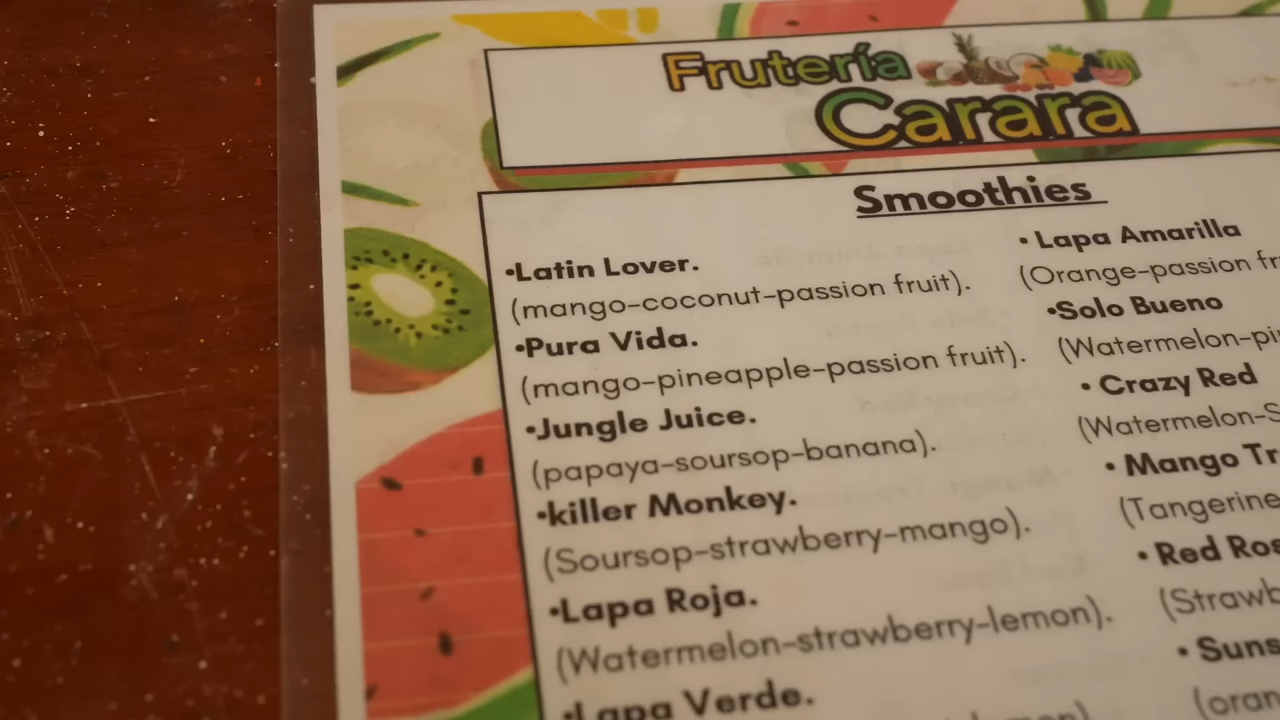 Frutería
Carara
Smoothies
•Latin Lover.
(mango-coconut-passion fruit).
•Pura Vida.
(mango-pineapple-passion fruit).
•Jungle Juice.
(papaya-soursop-banana).
•killer Monkey.
(Soursop-strawberry-mango).
•Lapa Roja.
(Watermelon-strawberry-lemon).
•Lapa Verde.
• Lapa Amarilla
(Orange-passion
•Solo Bueno
(Watermelon-
• Crazy Red
(Watermelon-
• Mango
(Tangerine
• Red